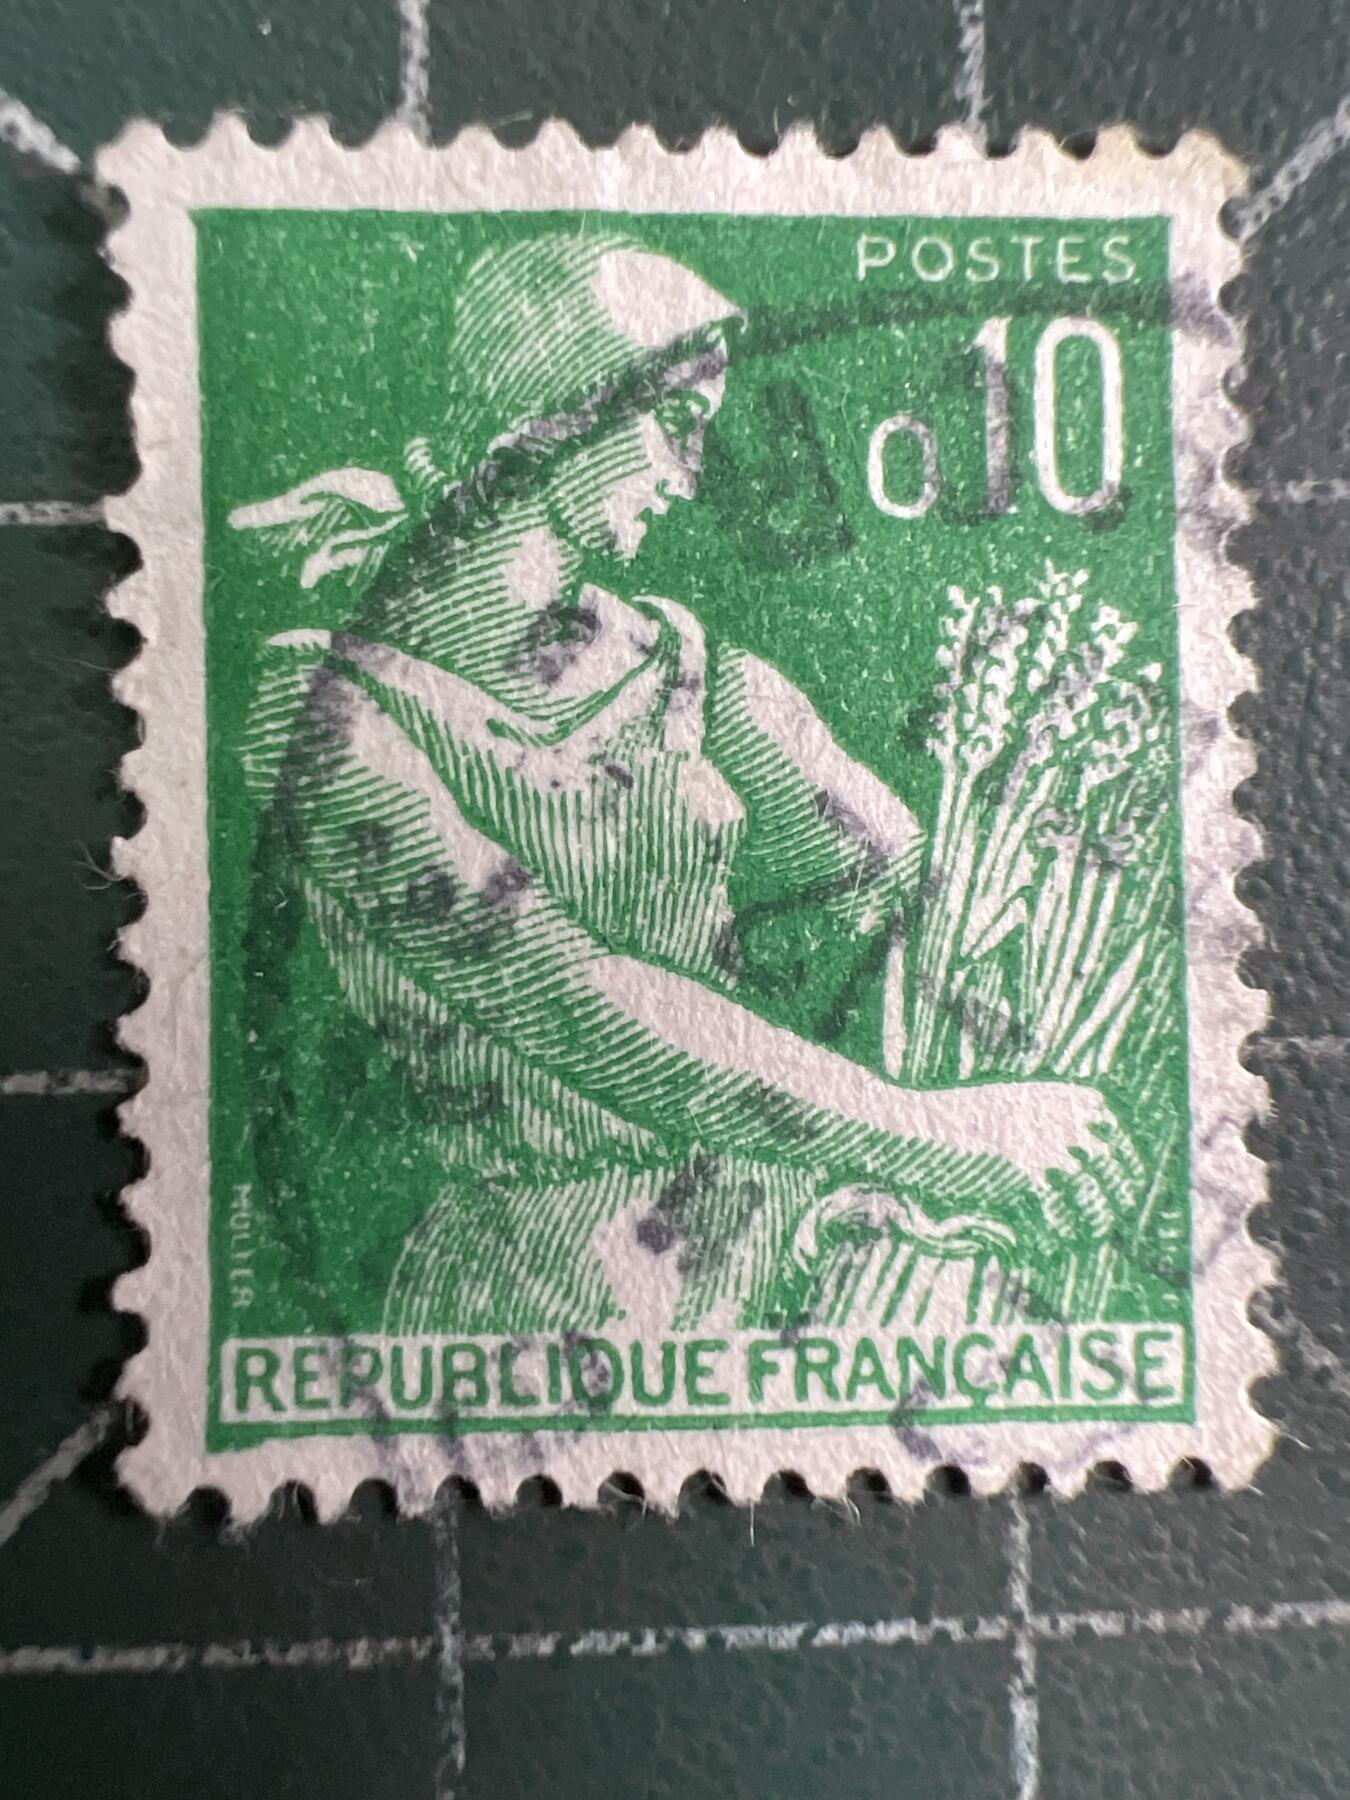 POSTES
0,10
MULLER
REPUBLIQUE FRANÇAISE